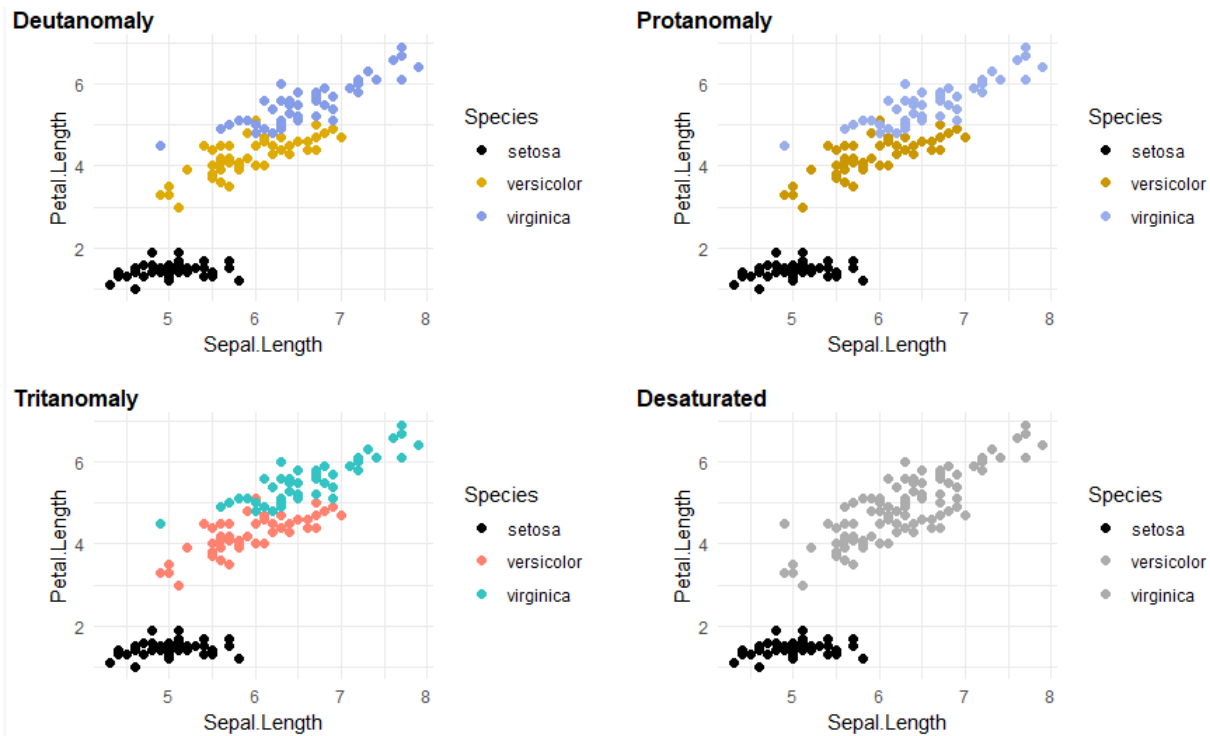 Deutanomaly
Petal.Length
6
4
2
5 6 7 8
Sepal.Length
Species
setosa
versicolor
virginica
Protanomaly
Petal.Length
6
4
2
5 6 7 8
Sepal.Length
Species
setosa
versicolor
virginica
Tritanomaly
Petal.Length
6
4
2
5 6 7 8
Sepal.Length
Species
setosa
versicolor
virginica
Desaturated
Petal.Length
6
4
2
5 6 7 8
Sepal.Length
Species
setosa
versicolor
virginica